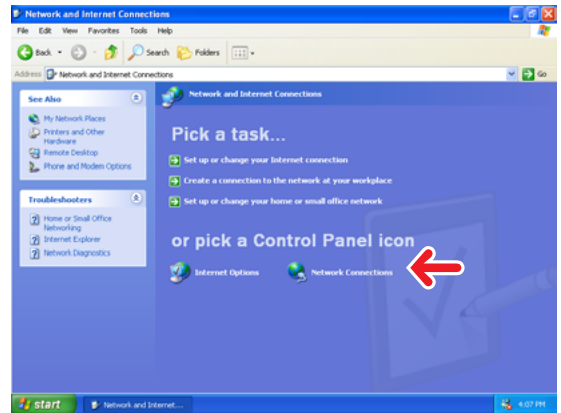 Network and Internet Connections
File Edit View Favorites Tools Help
Back Search Folders
Address Network and Internet Connections Go
See Also
My Network Places
Printers and Other
Hardware
Remote Desktop
Phone and Modem Options
Troubleshooters
Home or Small Office
Networking
Internet Explorer
Network Diagnostics
Network and Internet Connections
Pick a task...
Set up or change your Internet connection
Create a connection to the network at your workplace
Set up or change your home or small office network
or pick a Control Panel icon
Internet Options Network Connections
start Network and Internet... 4:07 PM